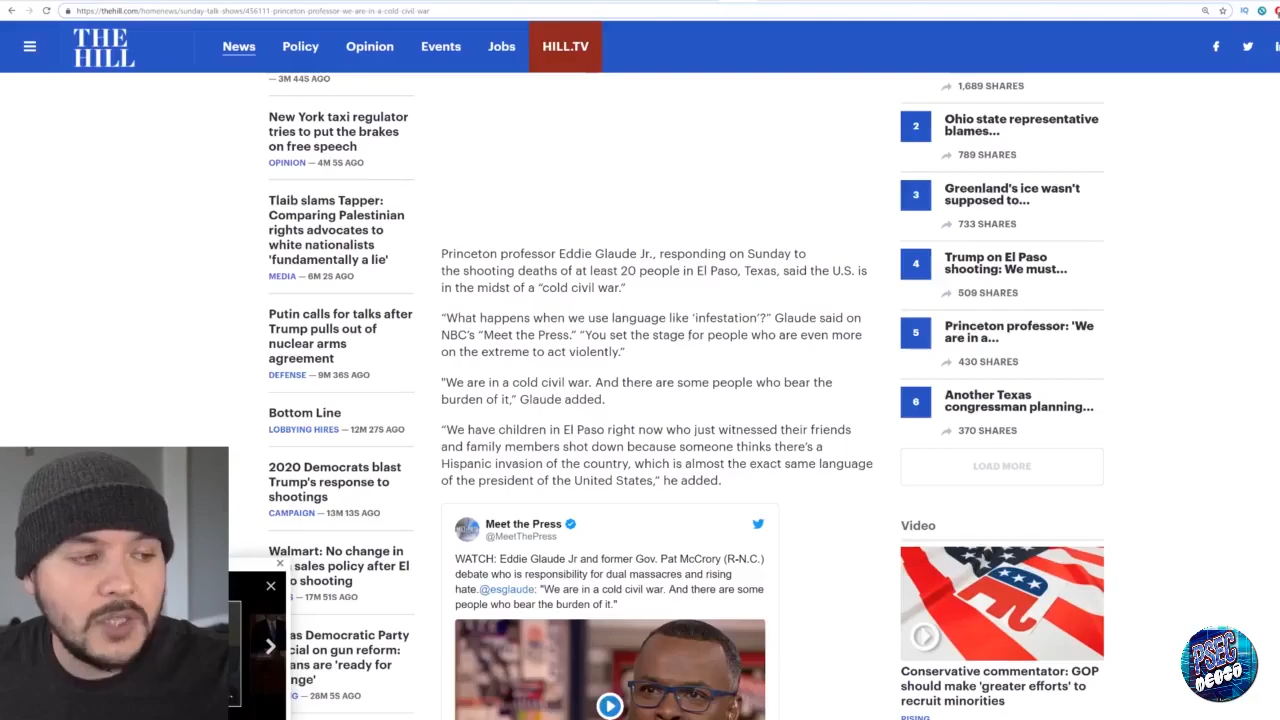 https://thehill.com/homenews/sunday-talk-shows/456111-princeton-professor-we-are-in-a-cold-civil-war
THE HILL
News
Policy
Opinion
Events
Jobs
HILL.TV
— 3M 44S AGO
New York taxi regulator
tries to put the brakes
on free speech
OPINION — 4M 5S AGO
Tlaib slams Tapper:
Comparing Palestinian
rights advocates to
white nationalists
'fundamentally a lie'
MEDIA — 6M 2S AGO
Putin calls for talks after
Trump pulls out of
nuclear arms
agreement
DEFENSE — 9M 36S AGO
Bottom Line
LOBBYING HIRES — 12M 27S AGO
2020 Democrats blast
Trump's response to
shootings
CAMPAIGN — 13M 13S AGO
Walmart: No change in
sales policy after El
o shooting
S — 17M 51S AGO
as Democratic Party
cial on gun reform:
ans are 'ready for
nge'
G — 28M 5S AGO
Princeton professor Eddie Glaude Jr., responding on Sunday to
the shooting deaths of at least 20 people in El Paso, Texas, said the U.S. is
in the midst of a “cold civil war.”
“What happens when we use language like ‘infestation’?” Glaude said on
NBC’s “Meet the Press.” “You set the stage for people who are even more
on the extreme to act violently.”
"We are in a cold civil war. And there are some people who bear the
burden of it,” Glaude added.
“We have children in El Paso right now who just witnessed their friends
and family members shot down because someone thinks there’s a
Hispanic invasion of the country, which is almost the exact same language
of the president of the United States,” he added.
Meet the Press
@MeetThePress
WATCH: Eddie Glaude Jr and former Gov. Pat McCrory (R-N.C.)
debate who is responsibility for dual massacres and rising
hate.@esglaude: "We are in a cold civil war. And there are some
people who bear the burden of it."
1,689 SHARES
2
Ohio state representative
blames...
789 SHARES
3
Greenland's ice wasn't
supposed to...
733 SHARES
4
Trump on El Paso
shooting: We must...
509 SHARES
5
Princeton professor: 'We
are in a...
430 SHARES
6
Another Texas
congressman planning...
370 SHARES
LOAD MORE
Video
Conservative commentator: GOP
should make 'greater efforts' to
recruit minorities
RISING
PSEC